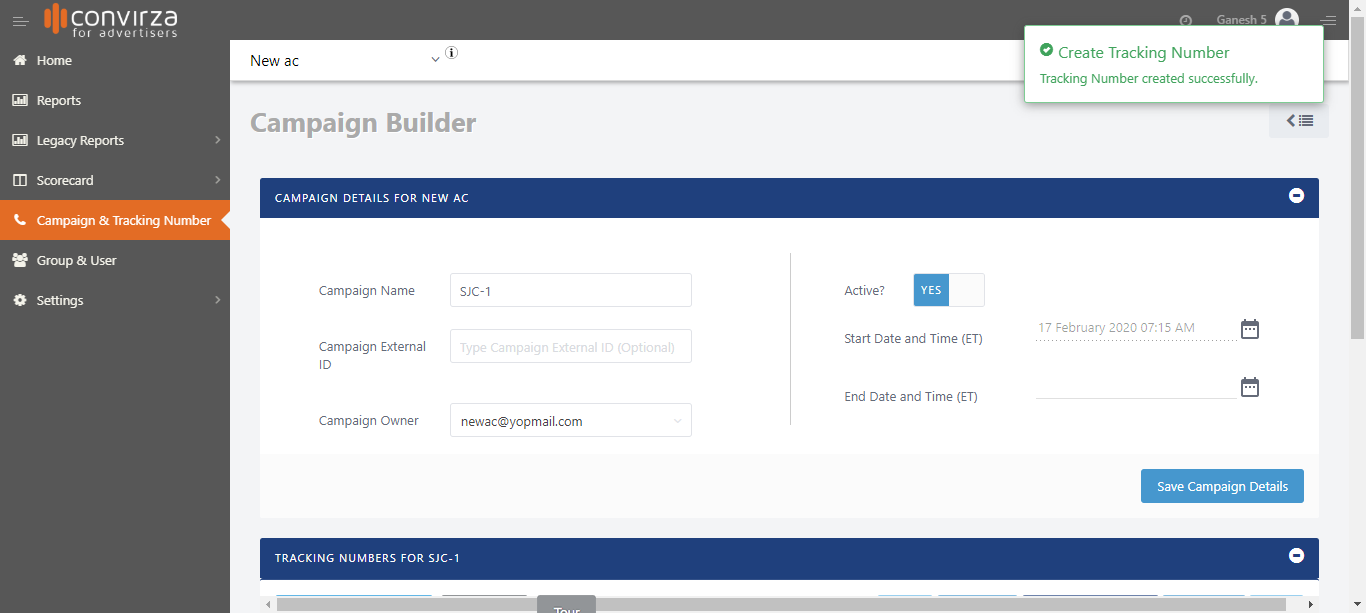 convirza
for advertisers
Ganesh 5
Home
Reports
Legacy Reports
Scorecard
Campaign & Tracking Number
Group & User
Settings
New ac
Create Tracking Number
Tracking Number created successfully.
Campaign Builder
CAMPAIGN DETAILS FOR NEW AC
Campaign Name
SJC-1
Campaign External
ID
Type Campaign External ID (Optional)
Campaign Owner
newac@yopmail.com
Active?
YES
Start Date and Time (ET)
17 February 2020 07:15 AM
End Date and Time (ET)
Save Campaign Details
TRACKING NUMBERS FOR SJC-1
Tour